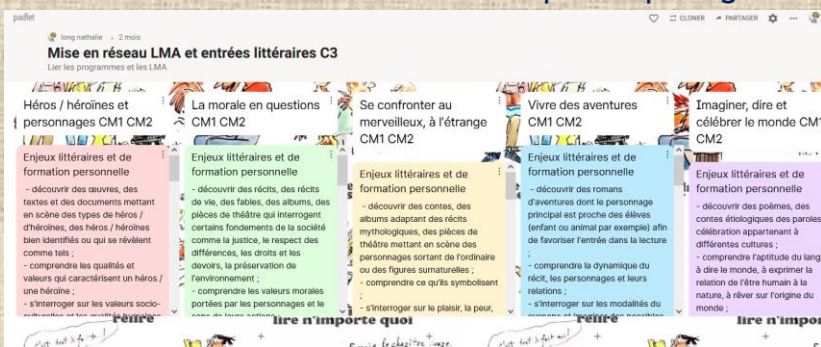 padlet
CLONER
PARTAGER
long nathalie • 2 mois
Mise en réseau LMA et entrées littéraires C3
Lier les programmes et les LMA
Héros / héroïnes et
personnages CM1 CM2
Enjeux littéraires et de
formation personnelle
- découvrir des œuvres, des
textes et des documents mettant
en scène des types de héros /
d'héroïnes, des héros / héroïnes
bien identifiés ou qui se révèlent
comme tels ;
- comprendre les qualités et
valeurs qui caractérisent un héros /
une héroïne ;
- s'interroger sur les valeurs socio-
La morale en questions
CM1 CM2
Enjeux littéraires et de
formation personnelle
- découvrir des récits, des récits
de vie, des fables, des albums, des
pièces de théâtre qui interrogent
certains fondements de la société
comme la justice, le respect des
différences, les droits et les
devoirs, la préservation de
l'environnement ;
- comprendre les valeurs morales
portées par les personnages et le
Se confronter au
merveilleux, à l'étrange
CM1 CM2
Enjeux littéraires et de
formation personnelle
- découvrir des contes, des
albums adaptant des récits
mythologiques, des pièces de
théâtre mettant en scène des
personnages sortant de l'ordinaire
ou des figures surnaturelles ;
- comprendre ce qu'ils symbolisent
;
- s'interroger sur le plaisir, la peur,
Vivre des aventures
CM1 CM2
Enjeux littéraires et de
formation personnelle
- découvrir des romans
d'aventures dont le personnage
principal est proche des élèves
(enfant ou animal par exemple) afin
de favoriser l'entrée dans la lecture
;
- comprendre la dynamique du
récit, les personnages et leurs
relations ;
- s'interroger sur les modalités du
Imaginer, dire et
célébrer le monde CM1
CM2
Enjeux littéraires et de
formation personnelle
- découvrir des poèmes, des
contes étiologiques des paroles
célébration appartenant à
différentes cultures ;
- comprendre l'aptitude du lang
à dire le monde, à exprimer la
relation de l'être humain à la
nature, à rêver sur l'origine du
monde ;
relire
lire n'importe quoi
relire
lire n'impor